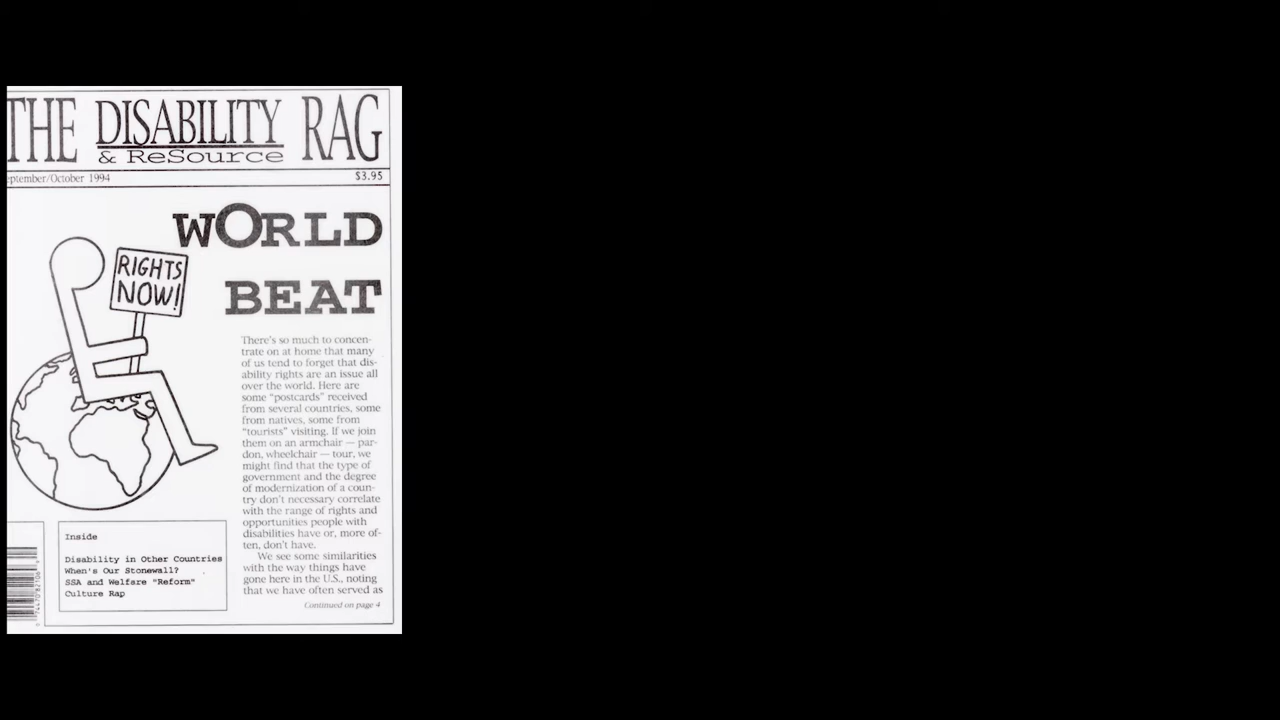 THE DISABILITY RAG
& ReSource
eptember/October 1994
$3.95
WORLD
BEAT
RIGHTS
NOW!
There's so much to concen-
trate on at home that many
of us tend to forget that dis-
ability rights are an issue all
over the world. Here are
some "postcards" received
from several countries, some
from natives, some from
"tourists" visiting. If we join
them on an armchair — par-
don, wheelchair — tour, we
might find that the type of
government and the degree
of modernization of a coun-
try don't necessary correlate
with the range of rights and
opportunities people with
disabilities have or, more of-
ten, don't have.
We see some similarities
with the way things have
gone here in the U.S., noting
that we have often served as
Continued on page 4
Inside
Disability in Other Countries
When's Our Stonewall?
SSA and Welfare "Reform"
Culture Rap